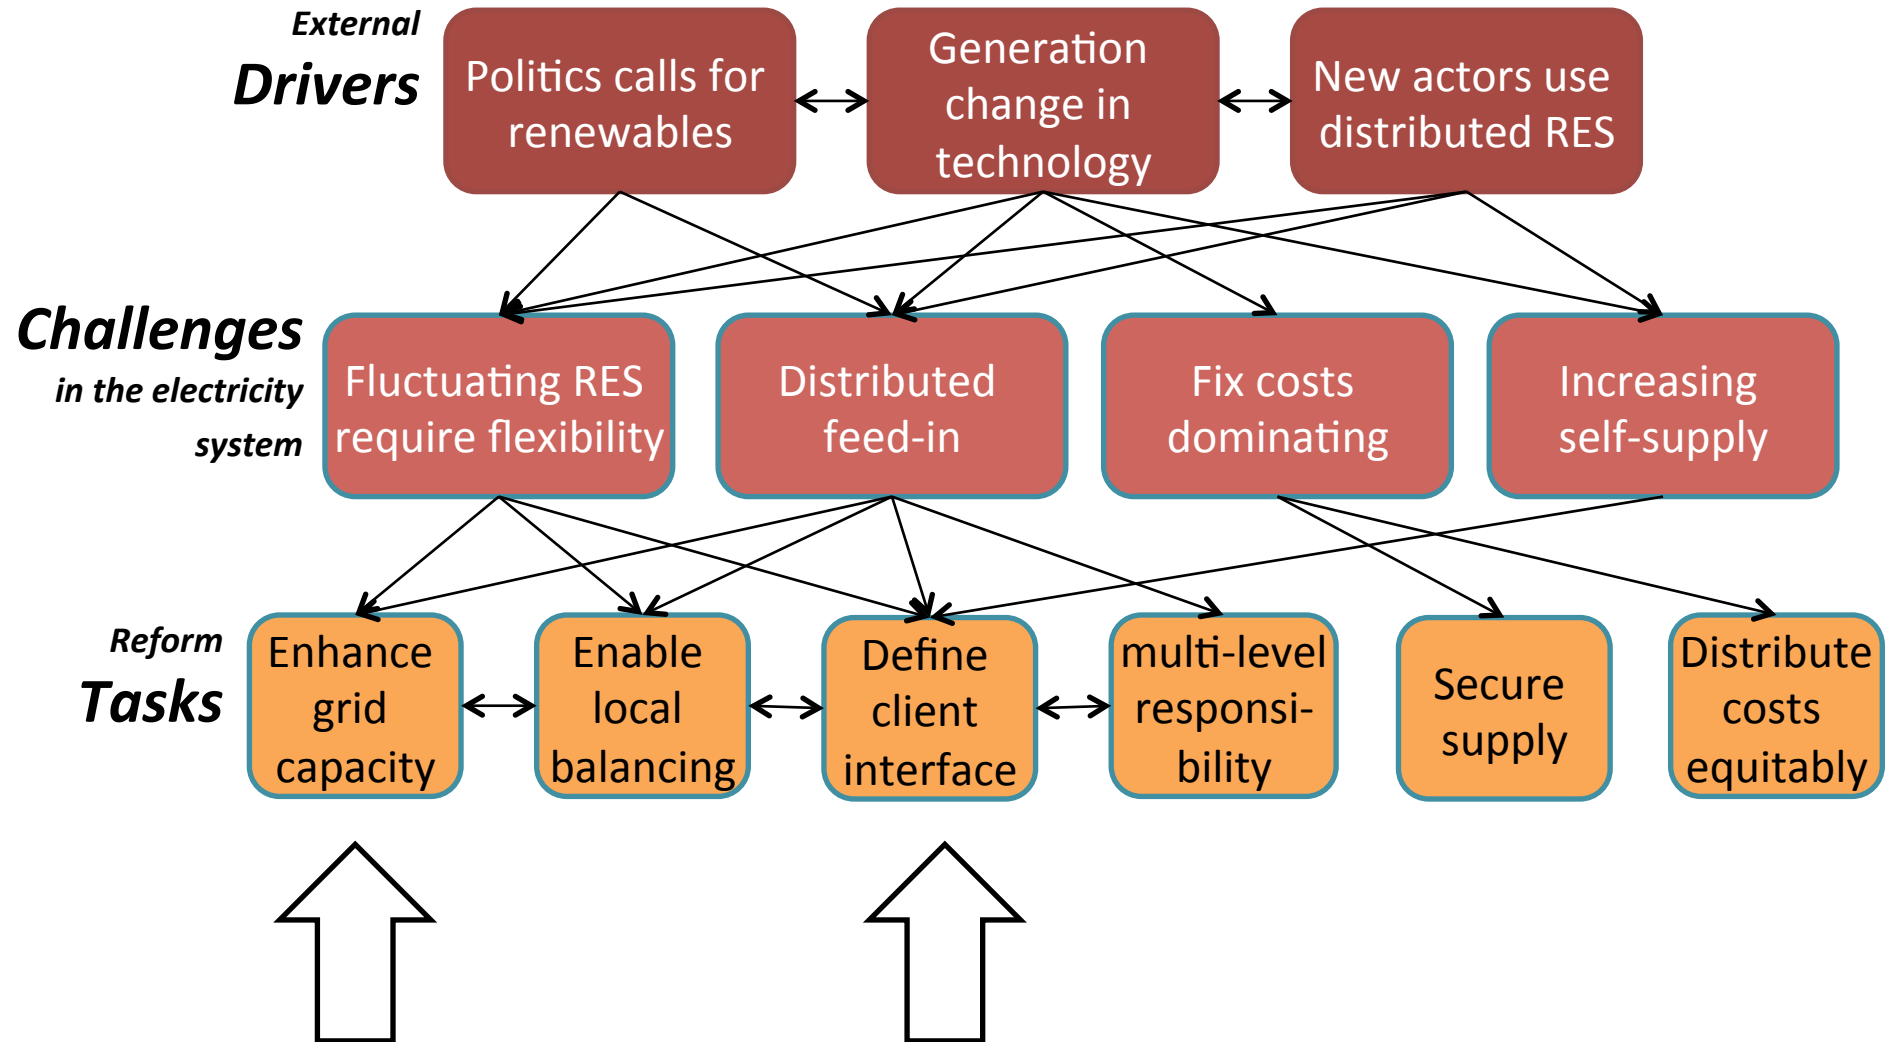 External
Drivers
Politics calls for
renewables
Generation
change in
technology
New actors use
distributed RES
Challenges
in the electricity
system
Fluctuating RES
require flexibility
Distributed
feed-in
Fix costs
dominating
Increasing
self-supply
Reform
Tasks
Enhance
grid
capacity
Enable
local
balancing
Define
client
interface
multi-level
responsi-
bility
Secure
supply
Distribute
costs
equitably